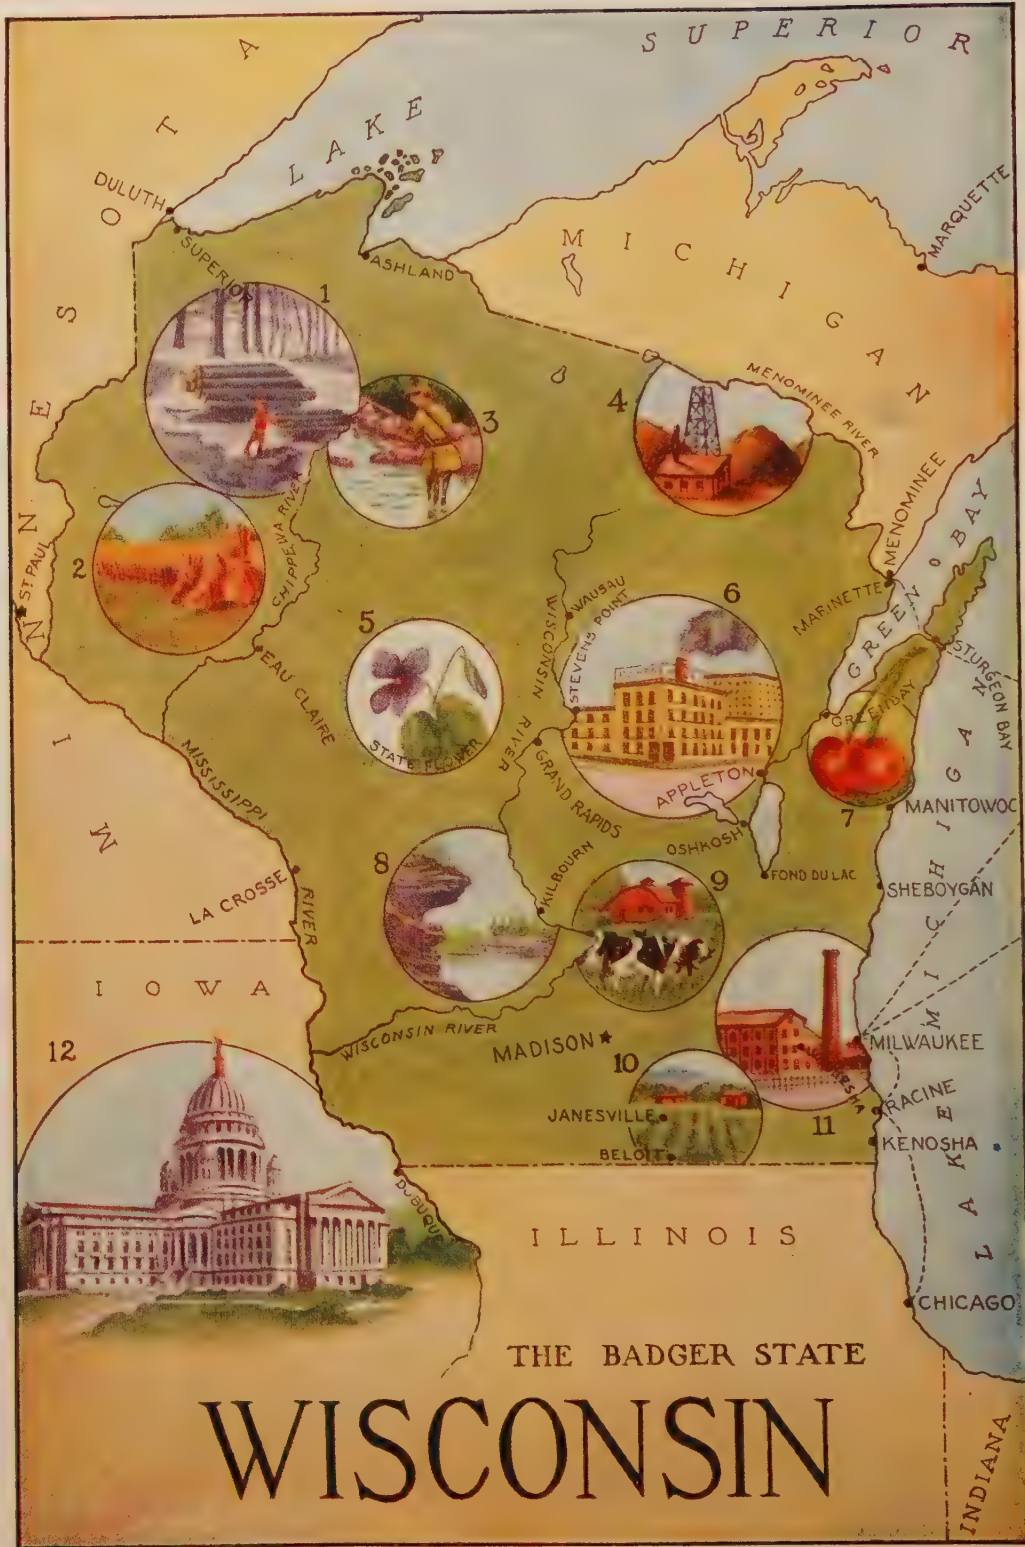 SUPERIOR
LAKE
MINNESOTA
DULUTH
SUPERIOR
ASHLAND
MICHIGAN
MARQUETTE
1
2
3
4
MENOMINEE RIVER
MENOMINEE
MARINETTE
GREEN BAY
ST PAUL
CHIPPEWA RIVER
EAU CLAIRE
5
STATE FLOWER
WAUSAU
WISCONSIN RIVER
STEVENS POINT
6
GRAND RAPIDS
APPLETON
OSHKOSH
FOND DU LAC
GREENBAY
STURGEON BAY
7
MANITOWOC
SHEBOYGAN
MISSISSIPPI RIVER
LA CROSSE
8
KILBOURN
9
IOWA
WISCONSIN RIVER
MADISON
10
JANESVILLE
BELOIT
11
MILWAUKEE
RACINE
KENOSHA
LAKE MICHIGAN
12
DUBUQUE
ILLINOIS
CHICAGO
THE BADGER STATE
WISCONSIN
INDIANA